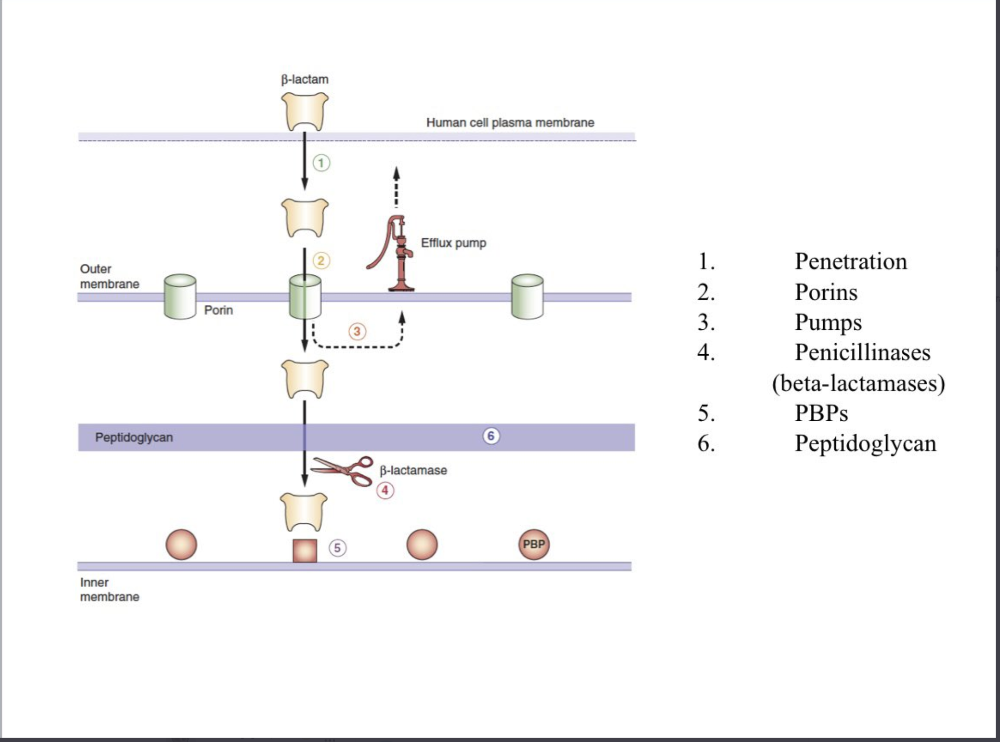 β-lactam
Human cell plasma membrane
1
2
Efflux pump
Outer
membrane
Porin
3
Peptidoglycan
6
β-lactamase
4
5
PBP
Inner
membrane
1. Penetration
2. Porins
3. Pumps
4. Penicillinases
(beta-lactamases)
5. PBPs
6. Peptidoglycan